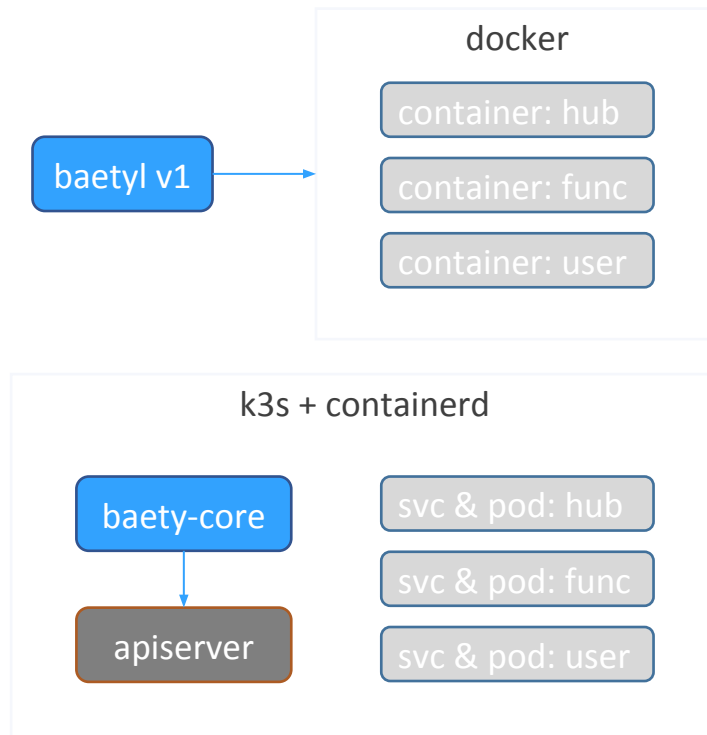 docker
container: hub
baetyl v1
container: func
container: user
k3s + containerd
baety-core
svc & pod: hub
svc & pod: func
apiserver
svc & pod: user